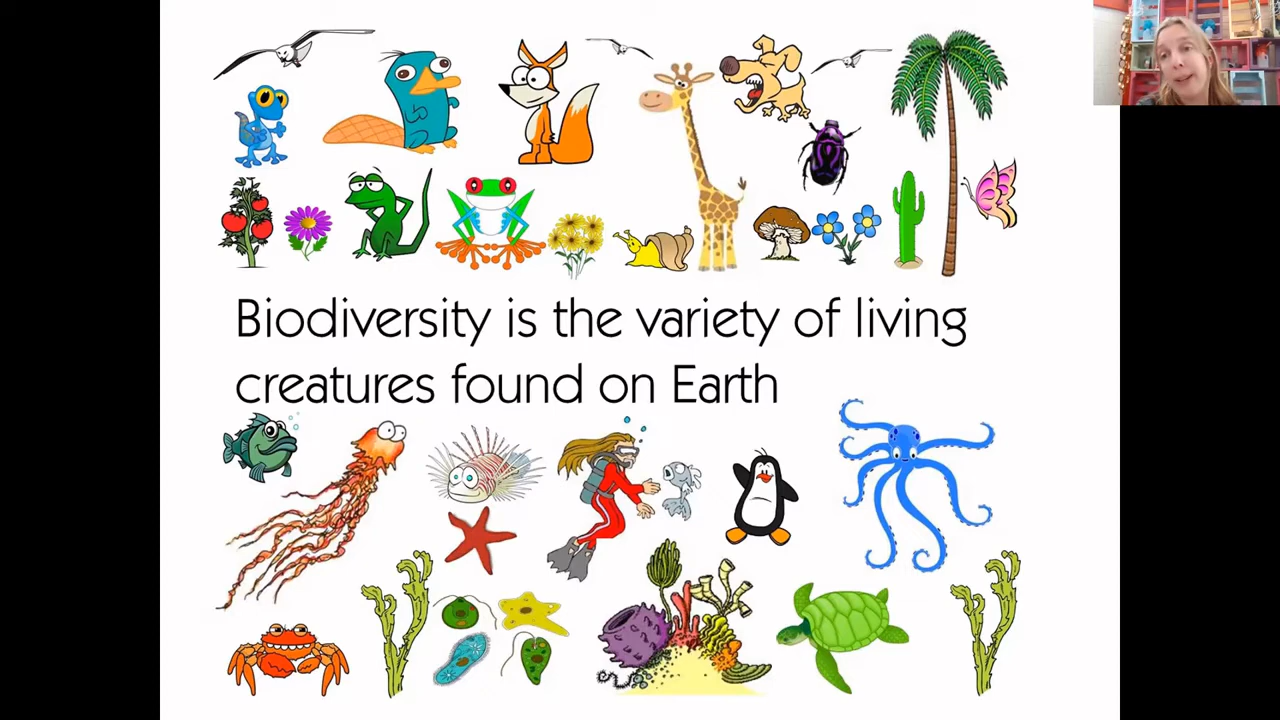 Biodiversity is the variety of living
creatures found on Earth